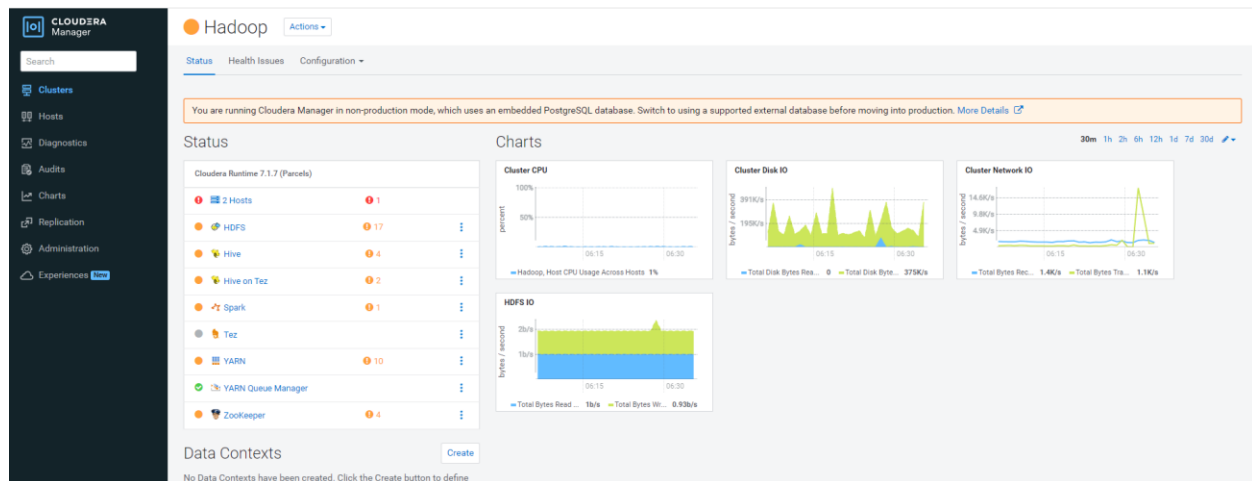 CLOUDERA
Manager
Search
Clusters
Hosts
Diagnostics
Audits
Charts
Replication
Administration
Experiences New
Hadoop Actions
Status Health Issues Configuration
You are running Cloudera Manager in non-production mode, which uses an embedded PostgreSQL database. Switch to using a supported external database before moving into production. More Details
Status
Cloudera Runtime 7.1.7 (Parcels)
2 Hosts 1
HDFS 17
Hive 4
Hive on Tez 2
Spark 1
Tez
YARN 10
YARN Queue Manager
ZooKeeper 4
Data Contexts Create
No Data Contexts have been created. Click the Create button to define
Charts
30m 1h 2h 6h 12h 1d 7d 30d
Cluster CPU
percent
100%
50%
06:15 06:30
Hadoop, Host CPU Usage Across Hosts 1%
Cluster Disk IO
bytes / second
391K/s
195K/s
06:15 06:30
Total Disk Bytes Rea... 0 Total Disk Byte... 375K/s
Cluster Network IO
bytes / second
14.6K/s
9.8K/s
4.9K/s
06:15 06:30
Total Bytes Rec... 1.4K/s Total Bytes Tra... 1.1K/s
HDFS IO
bytes / second
2b/s
1b/s
06:15 06:30
Total Bytes Read ... 1b/s Total Bytes Wr... 0.93b/s